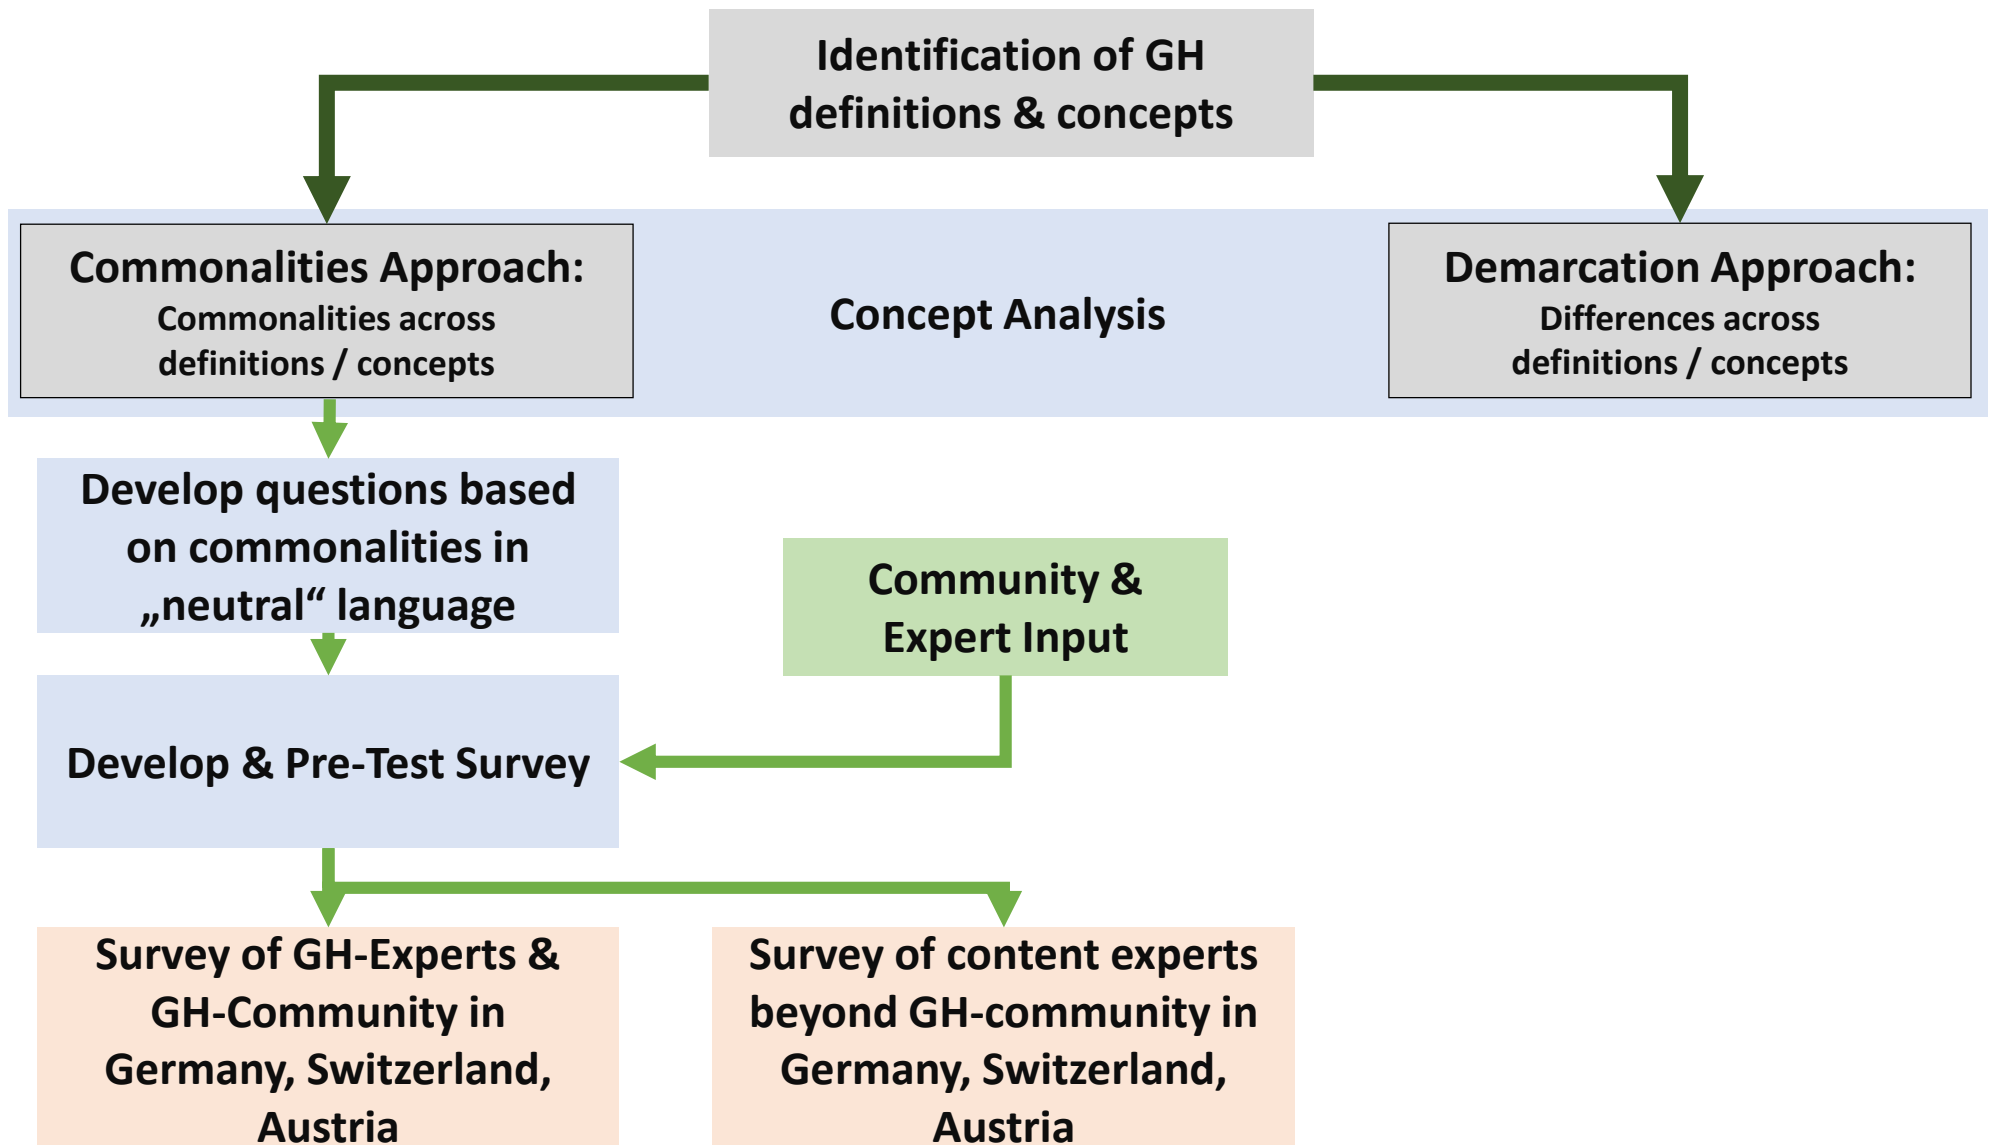 Identification of GH
definitions & concepts
Commonalities Approach:
Commonalities across
definitions / concepts
Concept Analysis
Demarcation Approach:
Differences across
definitions / concepts
Develop questions based
on commonalities in
„neutral“ language
Community &
Expert Input
Develop & Pre-Test Survey
Survey of GH-Experts &
GH-Community in
Germany, Switzerland,
Austria
Survey of content experts
beyond GH-community in
Germany, Switzerland,
Austria